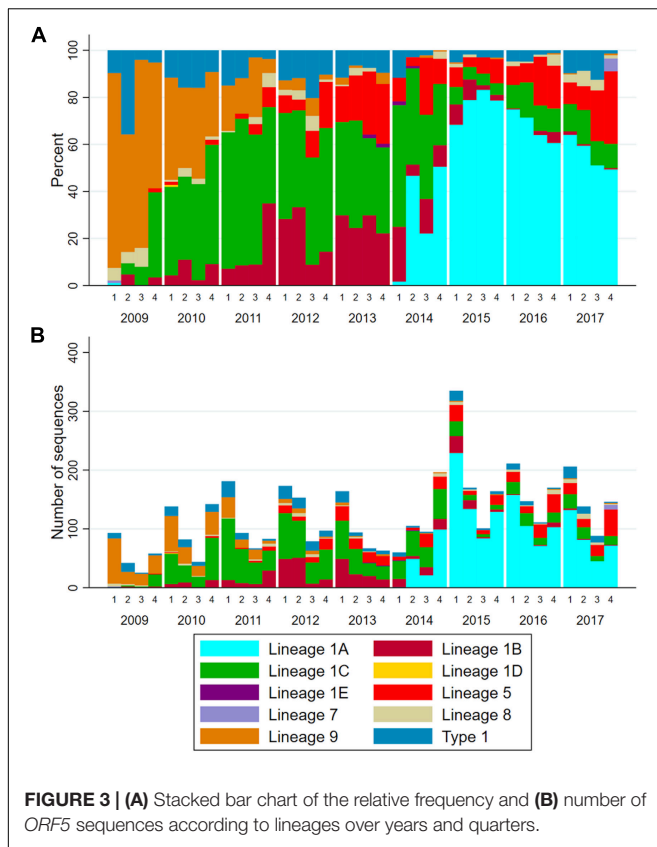 A
Percent
100
80
60
40
20
0
1 2 3 4 1 2 3 4 1 2 3 4 1 2 3 4 1 2 3 4 1 2 3 4 1 2 3 4 1 2 3 4 1 2 3 4
2009 2010 2011 2012 2013 2014 2015 2016 2017
B
Number of sequences
400
300
200
100
0
1 2 3 4 1 2 3 4 1 2 3 4 1 2 3 4 1 2 3 4 1 2 3 4 1 2 3 4 1 2 3 4 1 2 3 4
2009 2010 2011 2012 2013 2014 2015 2016 2017
Lineage 1A Lineage 1B
Lineage 1C Lineage 1D
Lineage 1E Lineage 5
Lineage 7 Lineage 8
Lineage 9 Type 1
FIGURE 3 | (A) Stacked bar chart of the relative frequency and (B) number of
ORF5 sequences according to lineages over years and quarters.